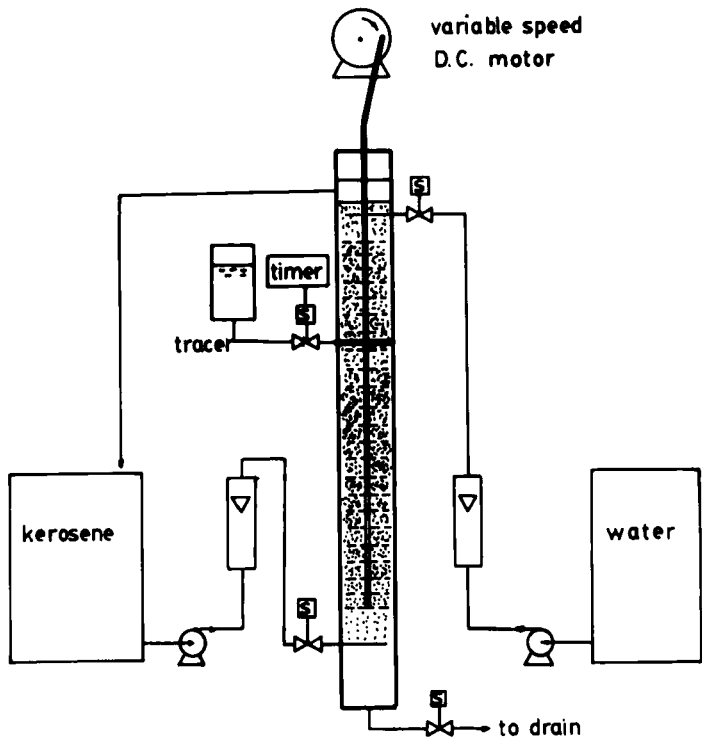 variable speed
D.C. motor
S
timer
S
tracer
kerosene
water
S
S
to drain